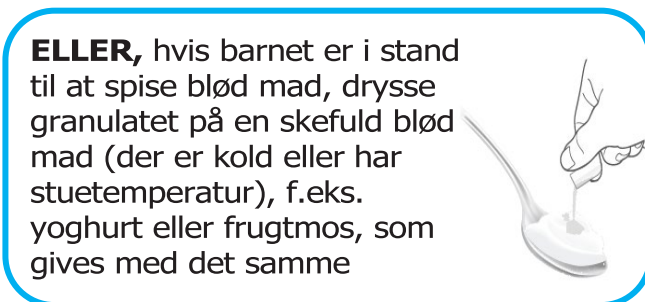 ELLER, hvis barnet er i stand
til at spise blød mad, drysse
granulatet på en skefuld blød
mad (der er kold eller har
stuetemperatur), f.eks.
yoghurt eller frugtmos, som
gives med det samme